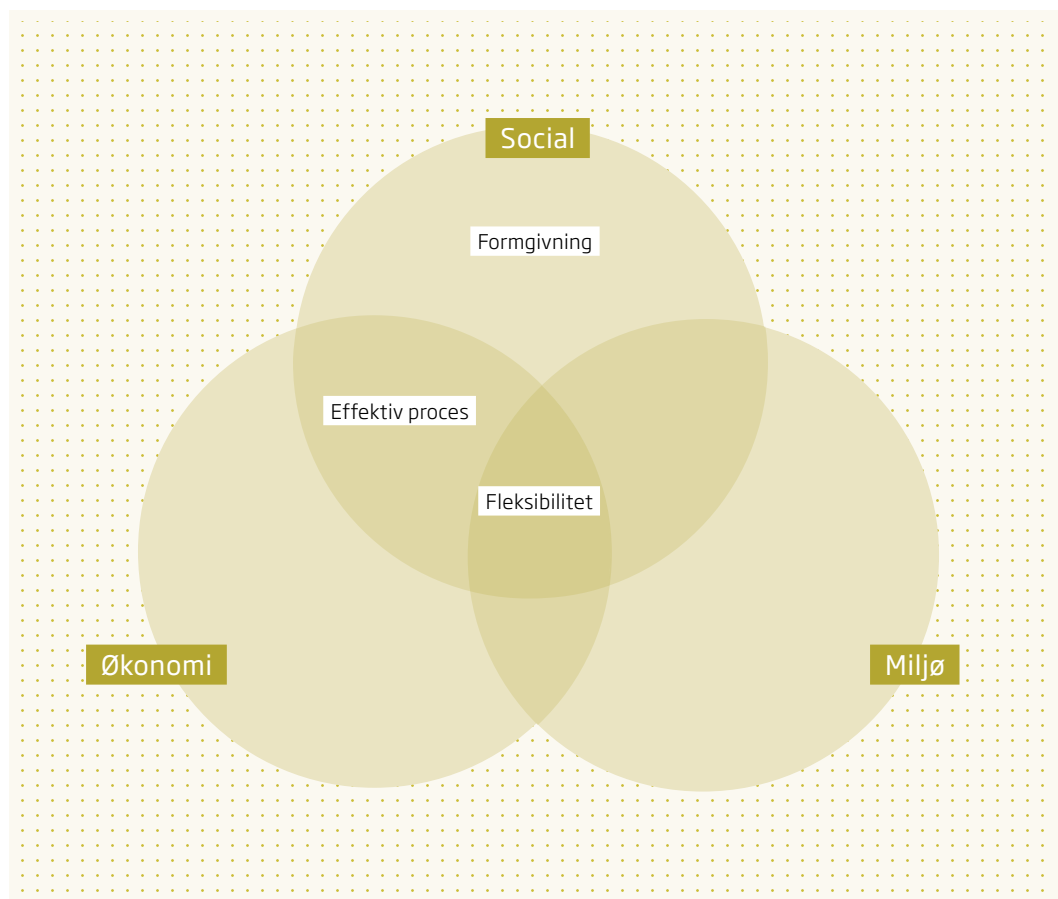 Social
Formgivning
Effektiv proces
Fleksibilitet
Økonomi
Miljø